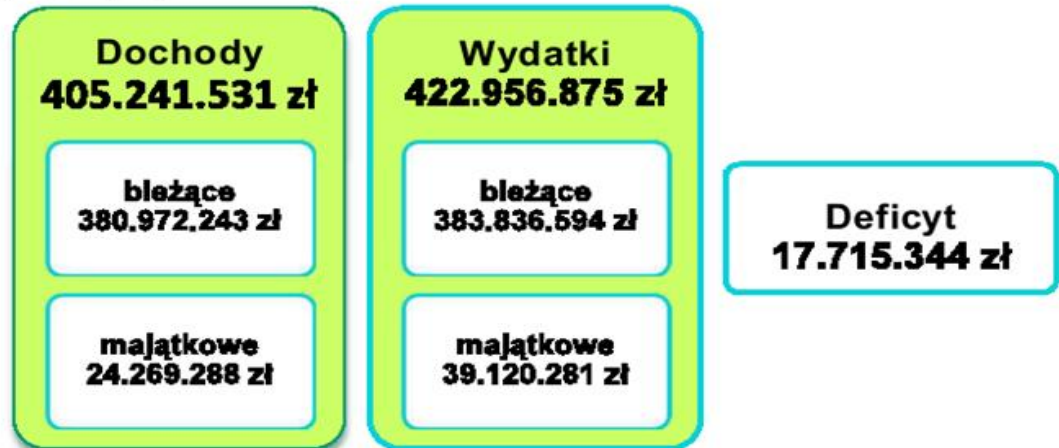 Dochody
405.241.531 zł
bieżące
380.972.243 zł
majątkowe
24.269.288 zł
Wydatki
422.956.875 zł
bieżące
383.836.594 zł
majątkowe
39.120.281 zł
Deficyt
17.715.344 zł